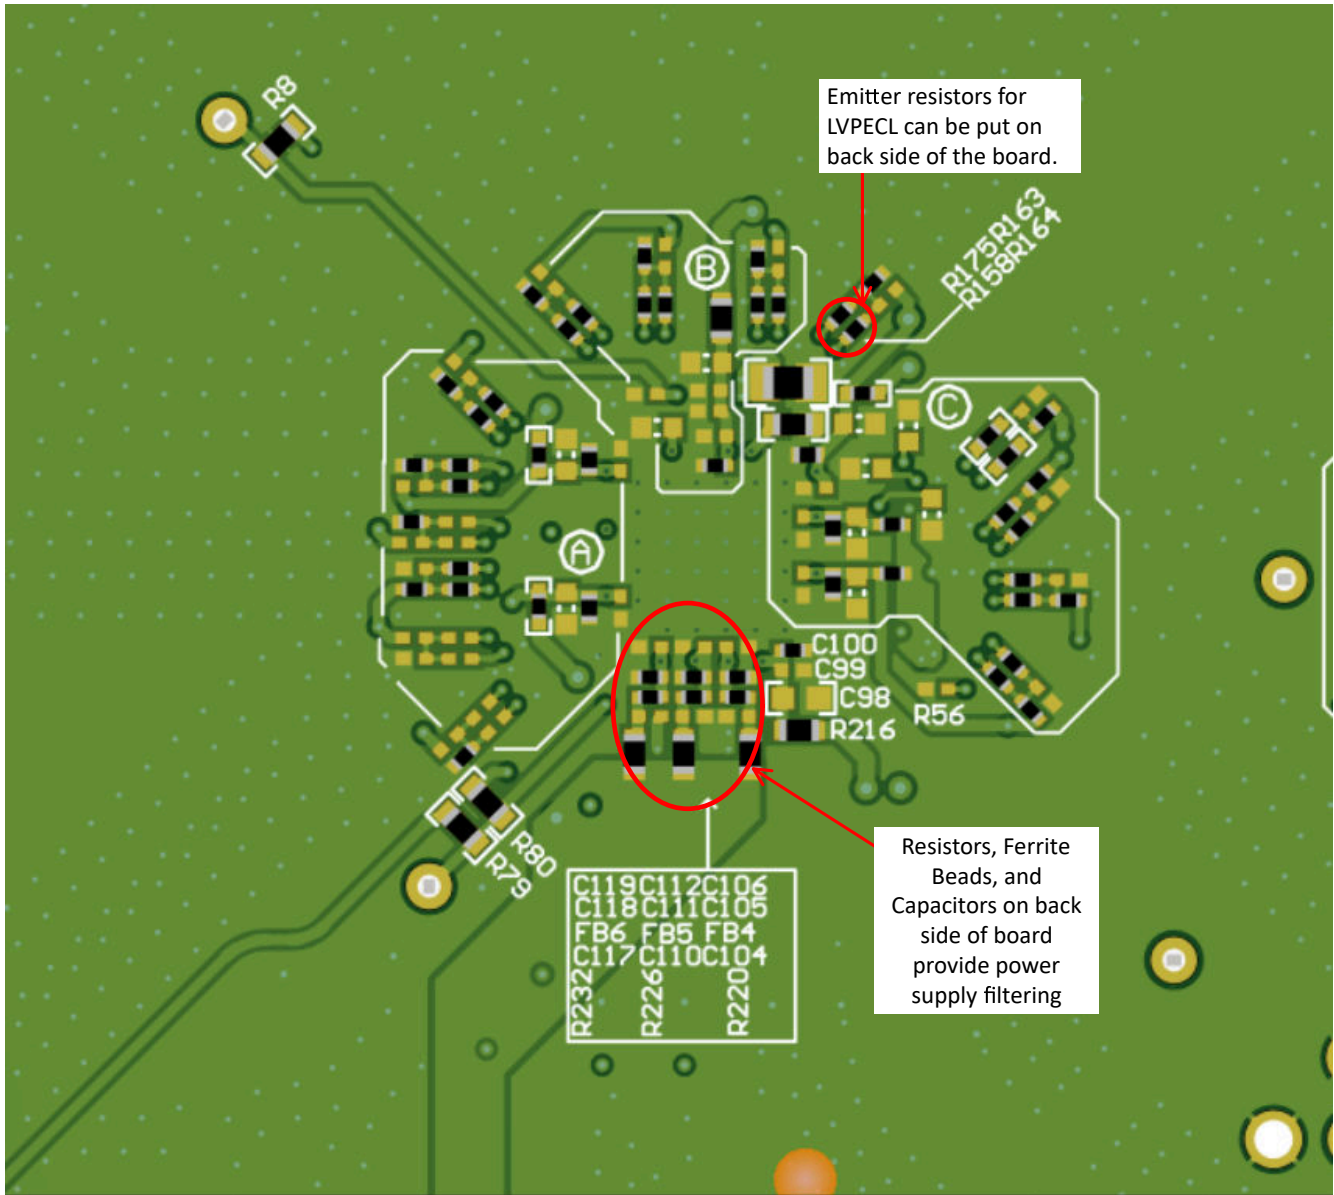 R8
Emitter resistors for
LVPECL can be put on
back side of the board.
R175R163
R158R164
B
C
A
C100
C99
C98
R216
R56
R80
R79
Resistors, Ferrite
Beads, and
Capacitors on back
side of board
provide power
supply filtering
C119C112C106
C118C111C105
FB6 FB5 FB4
C117C110C104
R232 R226 R220